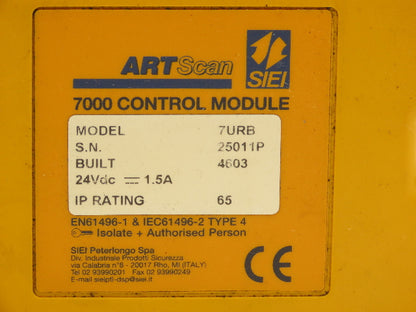 ARTScan
SIEI
7000 CONTROL MODULE
MODEL 7URB
S.N. 25011P
BUILT 4603
24Vdc ⎓ 1.5A
IP RATING 65
EN61496-1 & IEC61496-2 TYPE 4
Isolate + Authorised Person
SIEI Peterlongo Spa
Div. Industriale Prodotti Sicurezza
via Calabria n°8 - 20017 Rho, MI (ITALY)
Tel 02 93990201 Fax 02 93990249
E-mail sieiptl-dsp@siei.it
CE